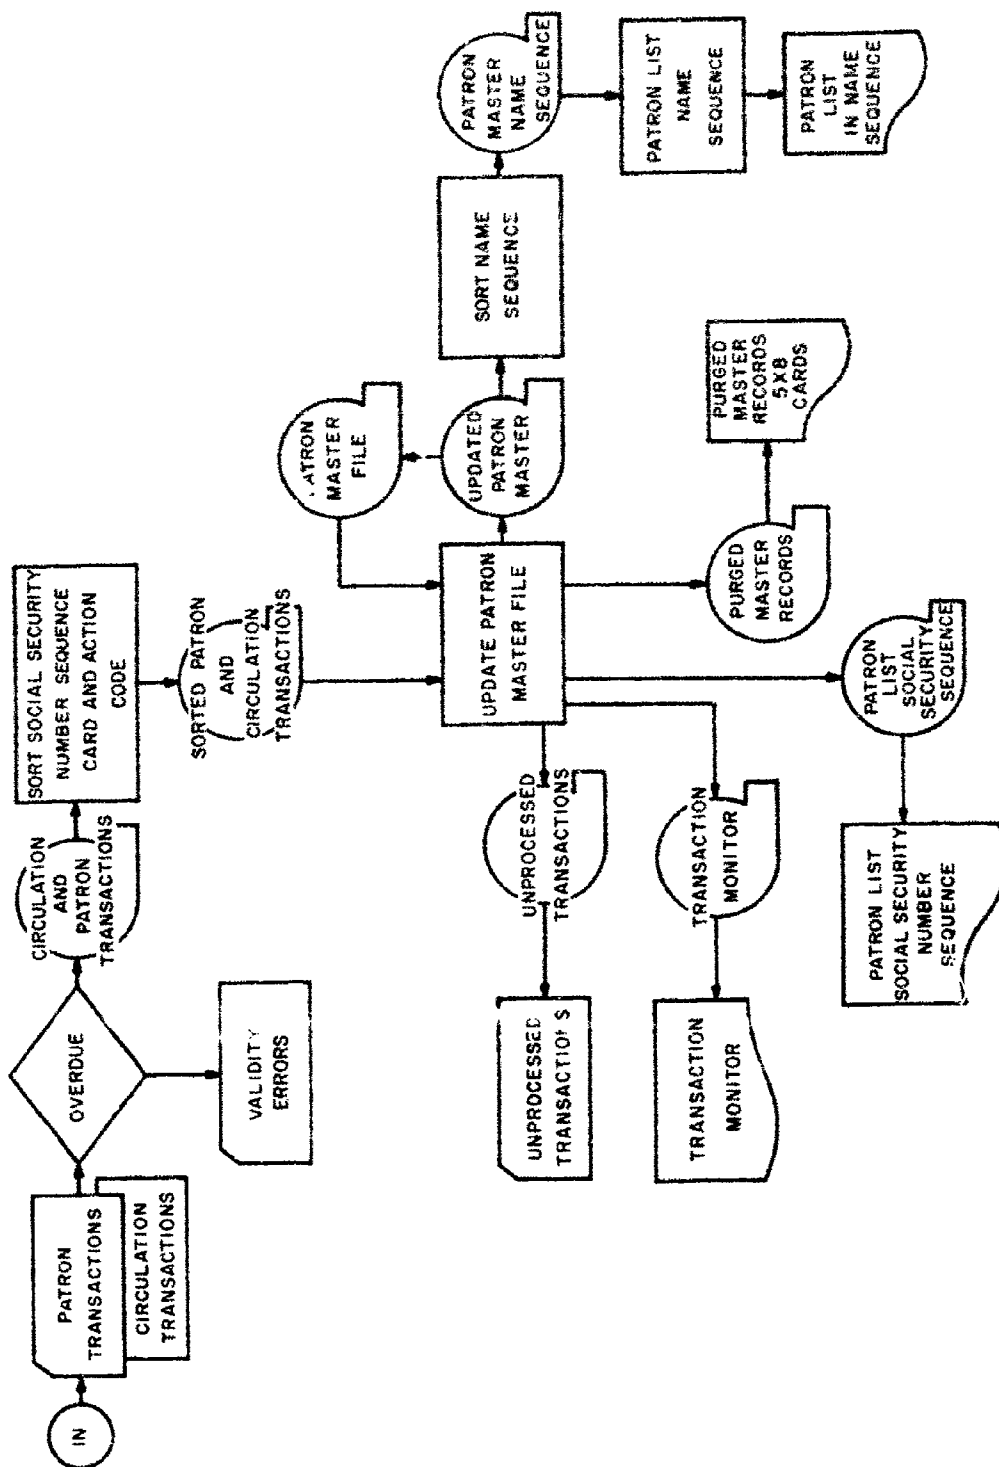 IN
PATRON
TRANSACTIONS
CIRCULATION
TRANSACTIONS
OVERDUE
VALIDITY
ERRORS
CIRCULATION
AND
PATRON
TRANSACTIONS
SORT SOCIAL SECURITY
NUMBER SEQUENCE
CARD AND ACTION
CODE
SORTED PATRON
AND
CIRCULATION
TRANSACTIONS
PATRON
MASTER
FILE
UPDATE PATRON
MASTER FILE
UPDATED
PATRON
MASTER
SORT NAME
SEQUENCE
PATRON
MASTER
NAME
SEQUENCE
PATRON LIST
NAME
SEQUENCE
PATRON
LIST
IN NAME
SEQUENCE
PURGED
MASTER
RECORDS
PURGED
MASTER
RECORDS
5X8
CARDS
UNPROCESSED
TRANSACTIONS
UNPROCESSED
TRANSACTIONS
TRANSACTION
MONITOR
TRANSACTION
MONITOR
PATRON
LIST
SOCIAL
SECURITY
SEQUENCE
PATRON LIST
SOCIAL SECURITY
NUMBER
SEQUENCE